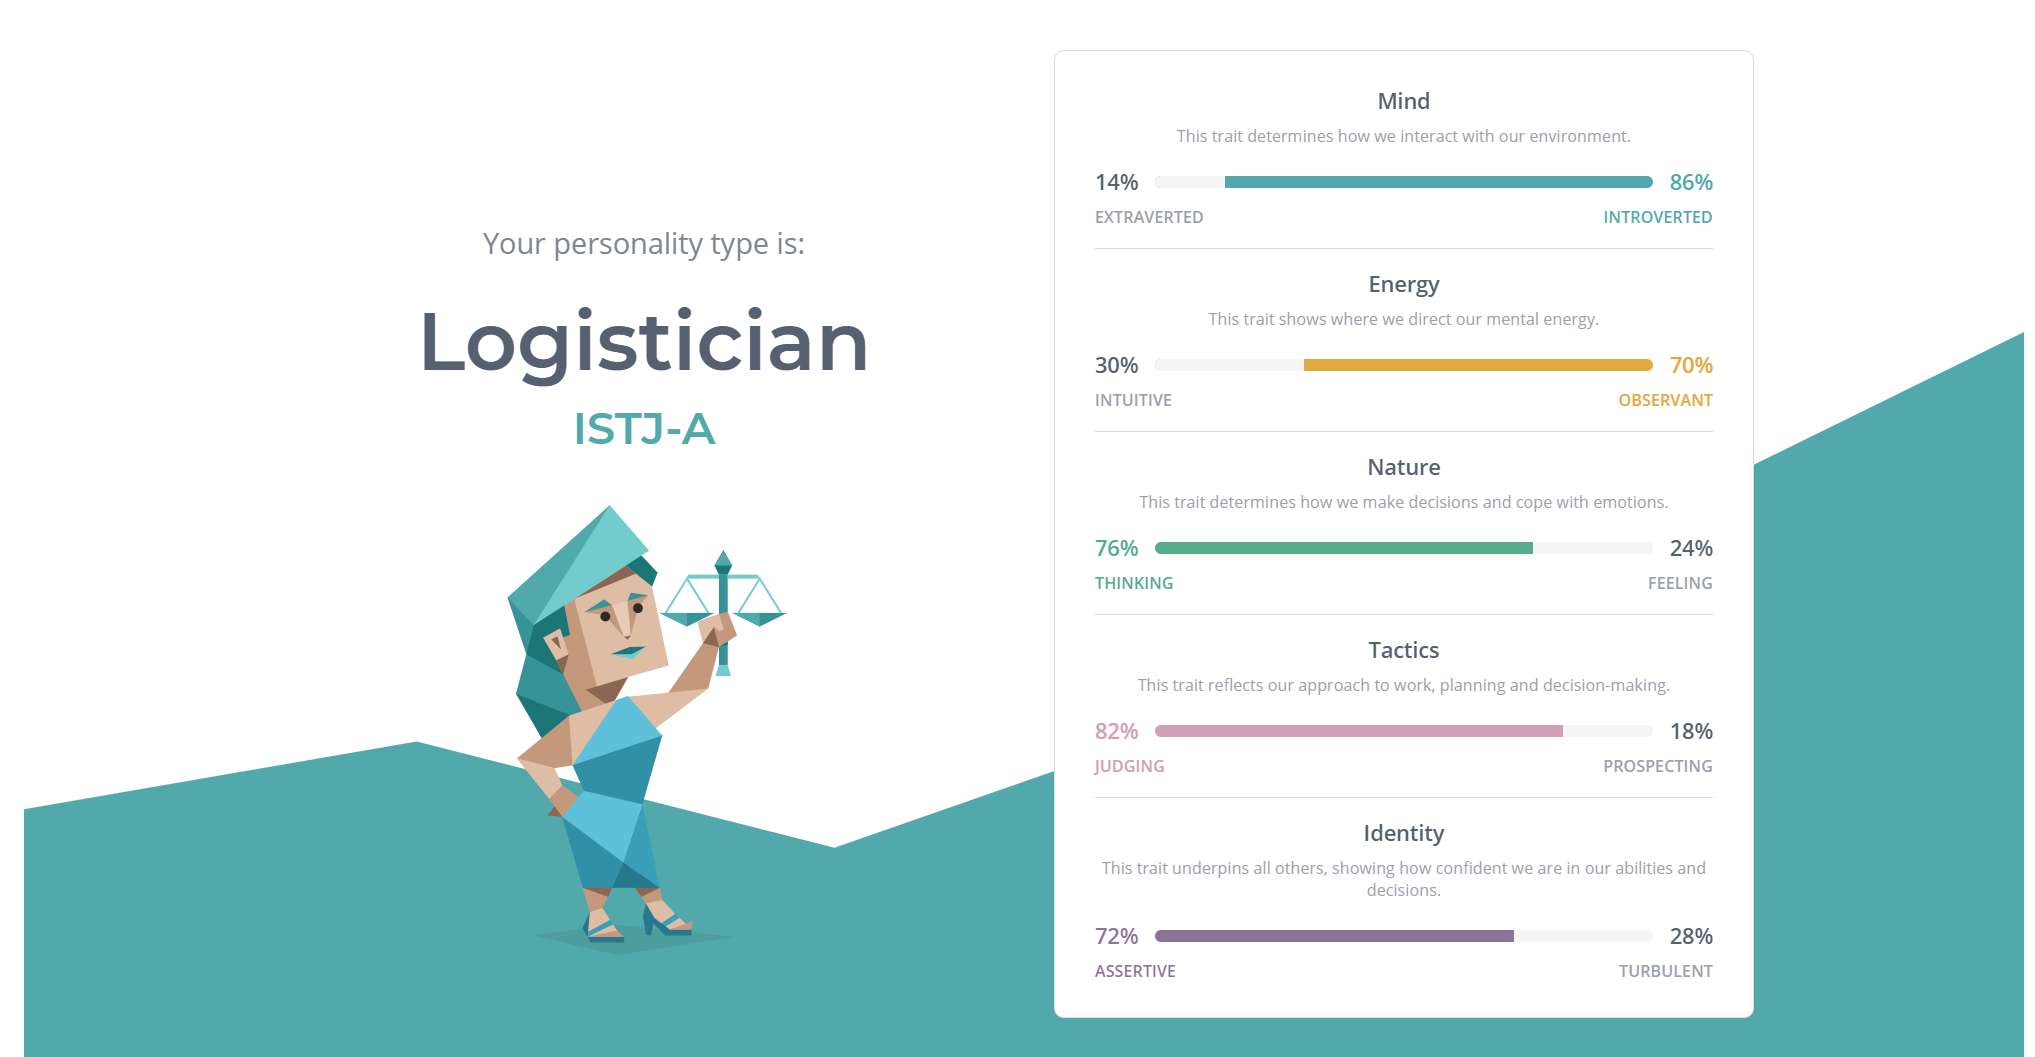 Your personality type is:
Logistician
ISTJ-A
Mind
This trait determines how we interact with our environment.
14% 86%
EXTRAVERTED INTROVERTED
Energy
This trait shows where we direct our mental energy.
30% 70%
INTUITIVE OBSERVANT
Nature
This trait determines how we make decisions and cope with emotions.
76% 24%
THINKING FEELING
Tactics
This trait reflects our approach to work, planning and decision-making.
82% 18%
JUDGING PROSPECTING
Identity
This trait underpins all others, showing how confident we are in our abilities and
decisions.
72% 28%
ASSERTIVE TURBULENT